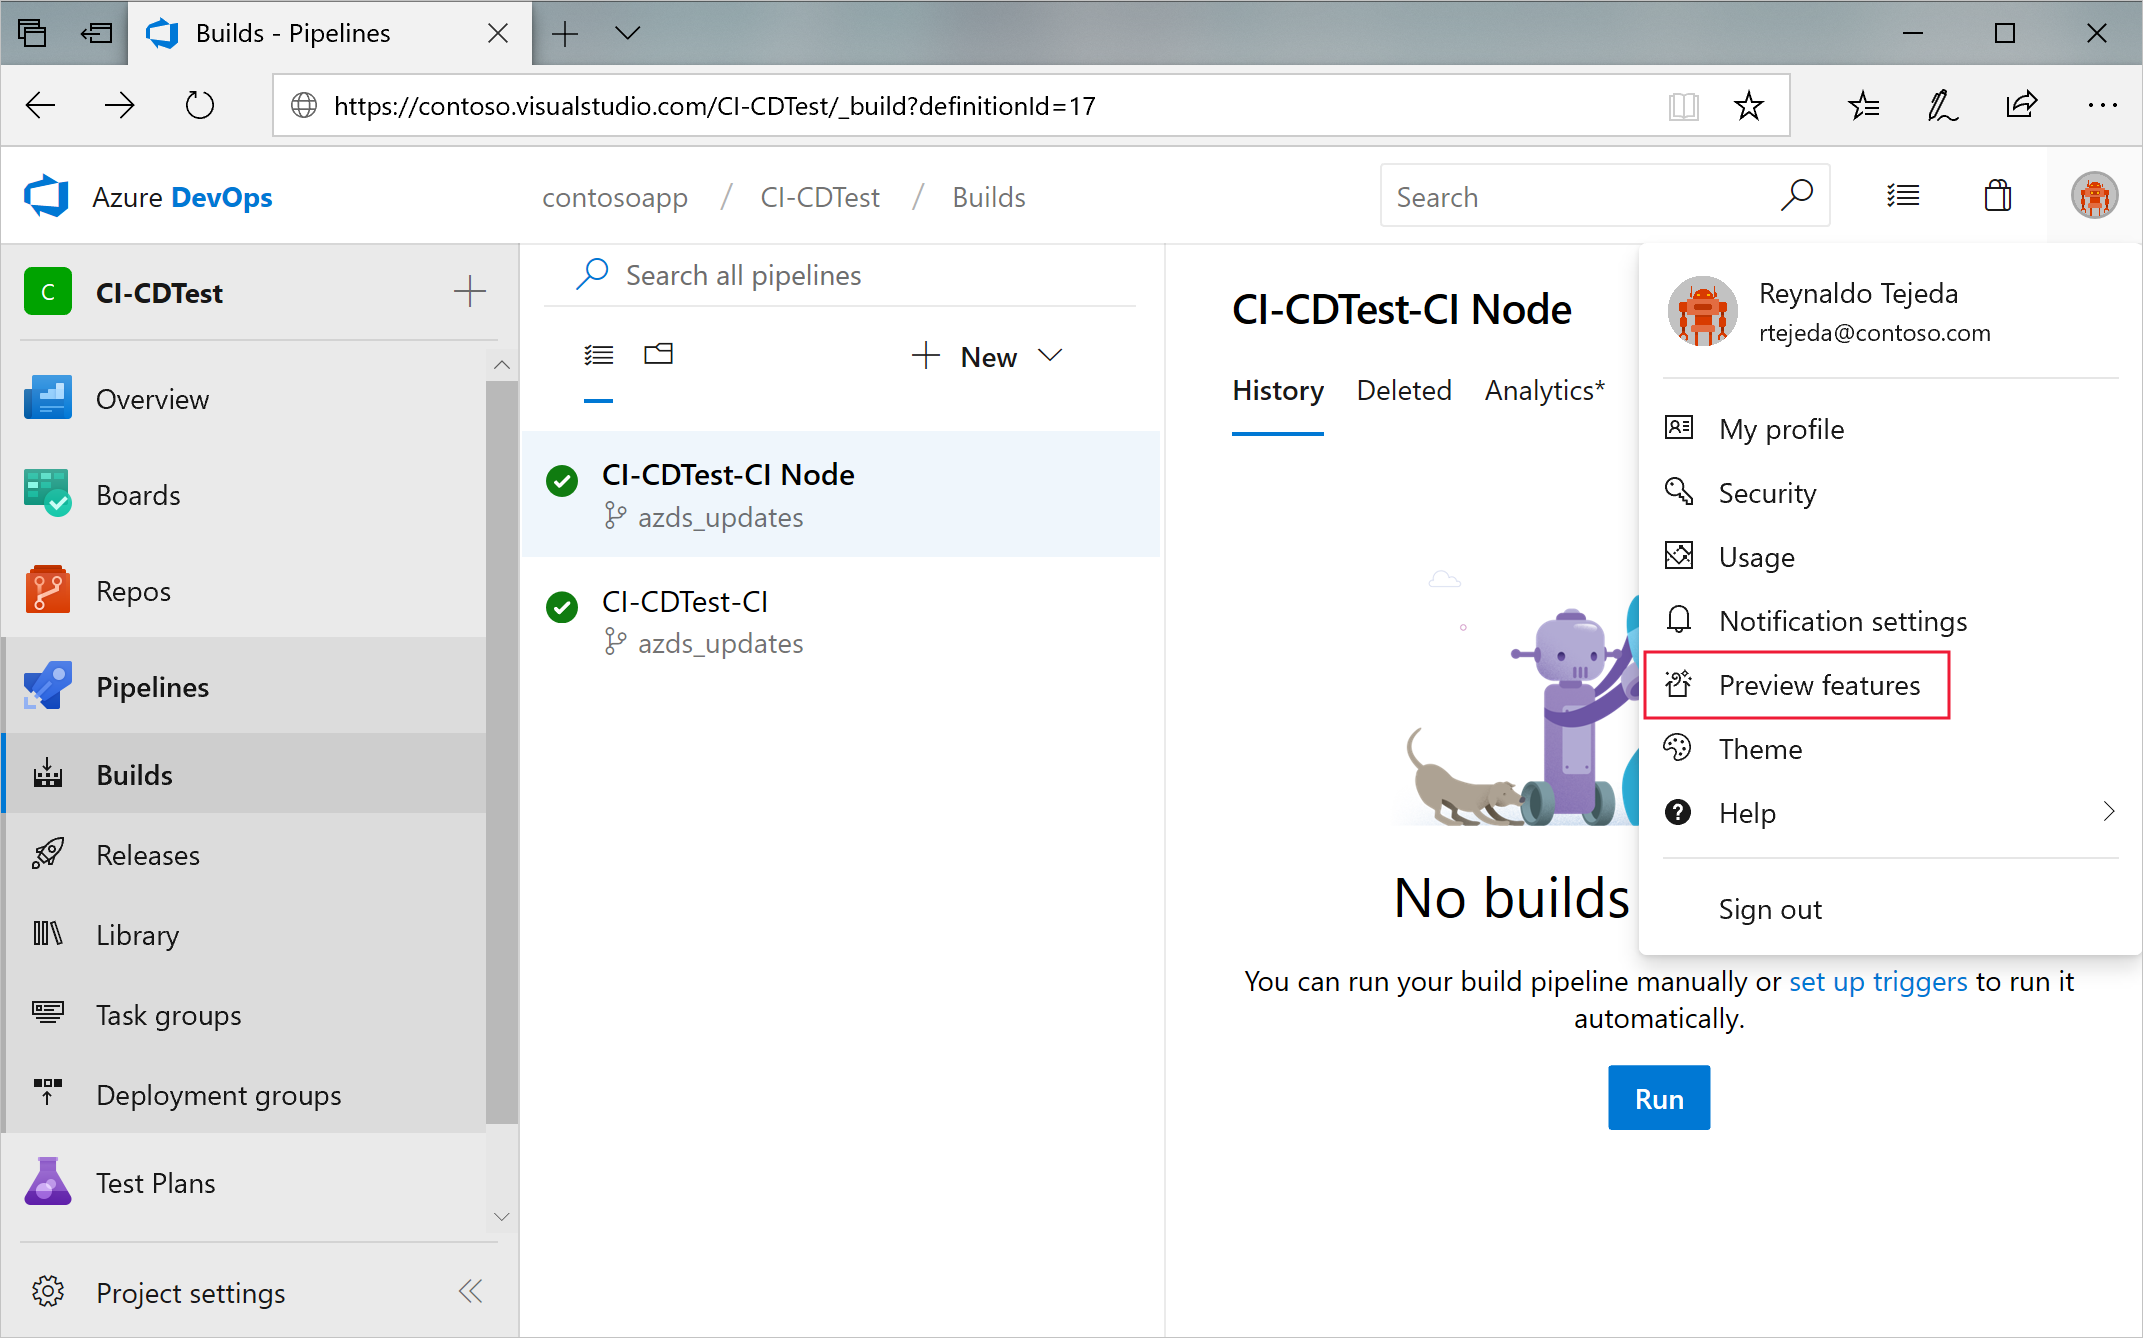 Builds - Pipelines
https://contoso.visualstudio.com/CI-CDTest/_build?definitionId=17
Azure DevOps
contosoapp / CI-CDTest / Builds
Search
C CI-CDTest
Overview
Boards
Repos
Pipelines
Builds
Releases
Library
Task groups
Deployment groups
Test Plans
Project settings
Search all pipelines
New
CI-CDTest-CI Node
azds_updates
CI-CDTest-CI
azds_updates
CI-CDTest-CI Node
History Deleted Analytics*
No builds
You can run your build pipeline manually or set up triggers to run it
automatically.
Run
Reynaldo Tejeda
rtejeda@contoso.com
My profile
Security
Usage
Notification settings
Preview features
Theme
Help
Sign out